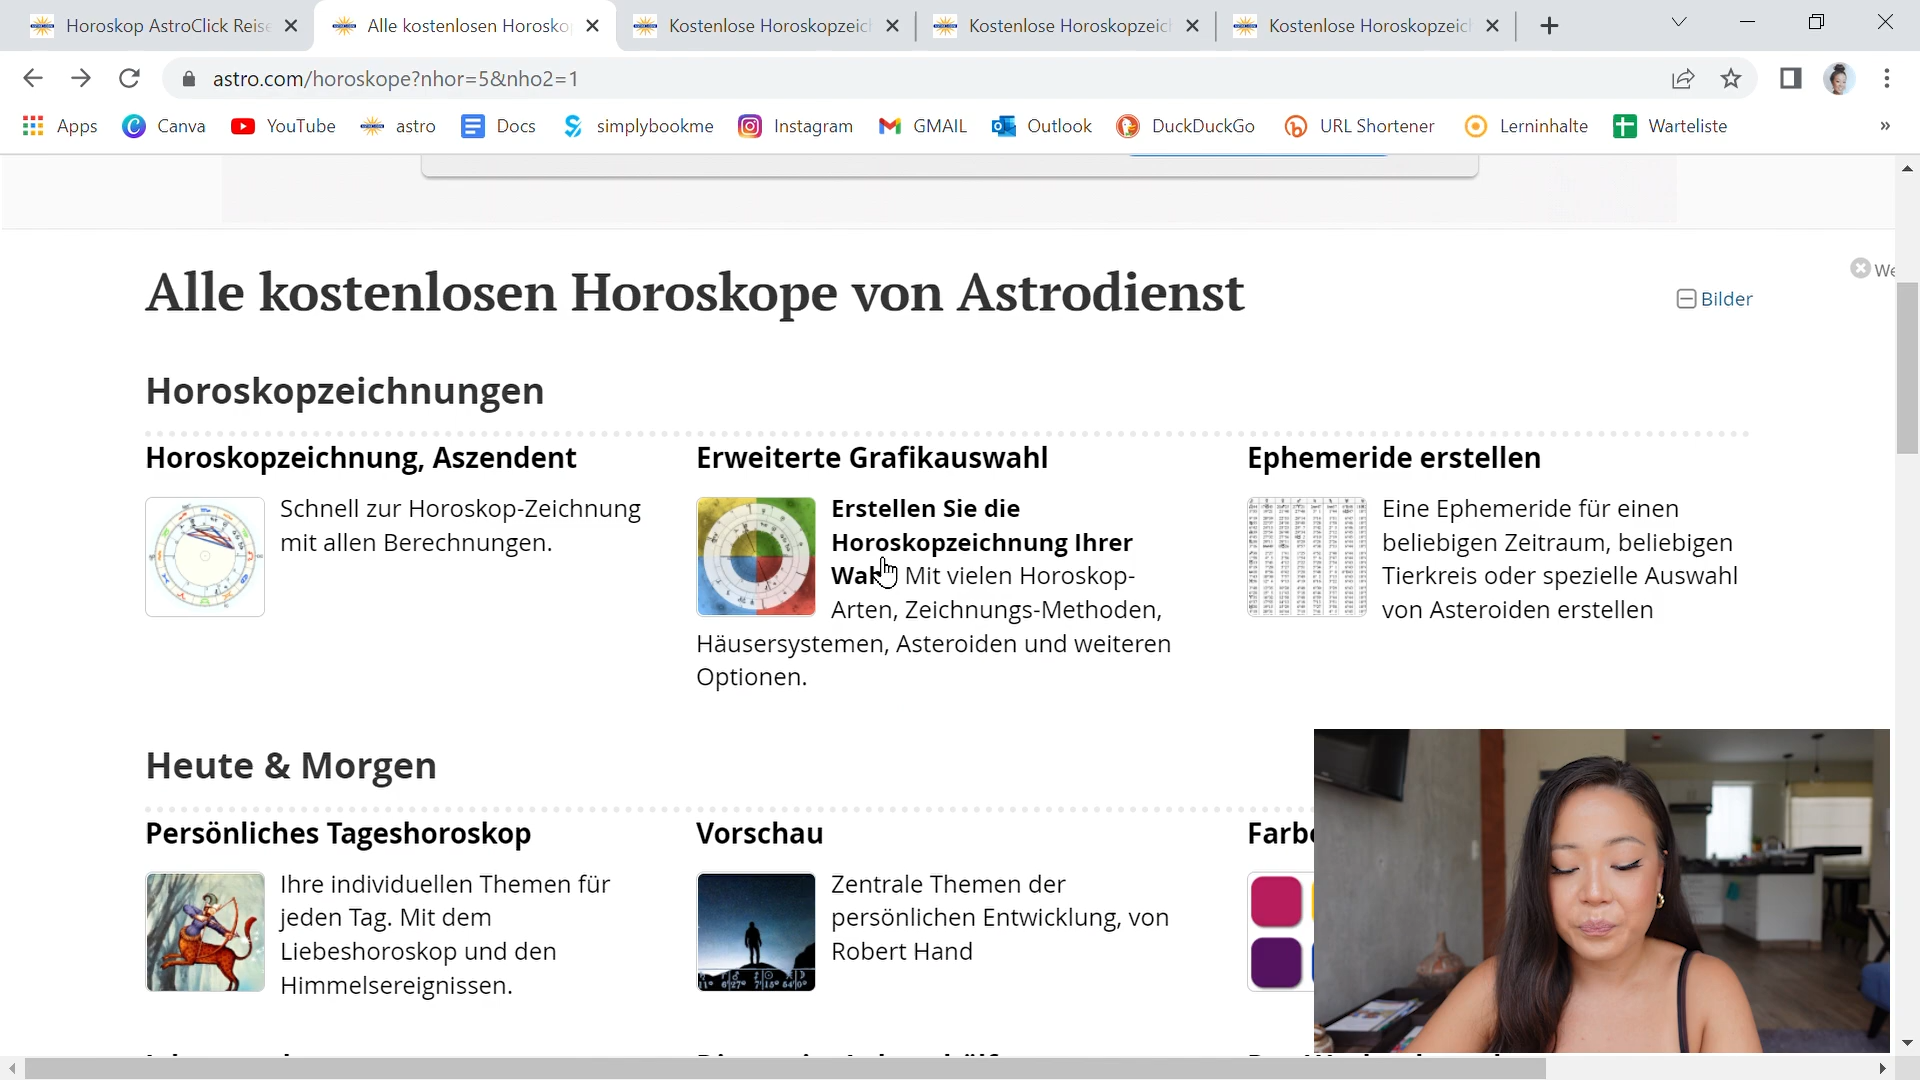 Horoskop AstroClick Reise
Alle kostenlosen Horosko
Kostenlose Horoskopzeic
Kostenlose Horoskopzeic
Kostenlose Horoskopzeic
astro.com/horoskope?nhor=5&nho2=1
Apps
Canva
YouTube
astro
Docs
simplybookme
Instagram
GMAIL
Outlook
DuckDuckGo
URL Shortener
Lerninhalte
Warteliste
»
Alle kostenlosen Horoskope von Astrodienst
Bilder
We
Horoskopzeichnungen
Horoskopzeichnung, Aszendent
Schnell zur Horoskop-Zeichnung
mit allen Berechnungen.
Erweiterte Grafikauswahl
Erstellen Sie die
Horoskopzeichnung Ihrer
Mit vielen Horoskop-
Arten, Zeichnungs-Methoden,
Häusersystemen, Asteroiden und weiteren
Optionen.
Ephemeride erstellen
Eine Ephemeride für einen
beliebigen Zeitraum, beliebigen
Tierkreis oder spezielle Auswahl
von Asteroiden erstellen
Heute & Morgen
Persönliches Tageshoroskop
Ihre individuellen Themen für
jeden Tag. Mit dem
Liebeshoroskop und den
Himmelsereignissen.
Vorschau
Zentrale Themen der
persönlichen Entwicklung, von
Robert Hand
Farb